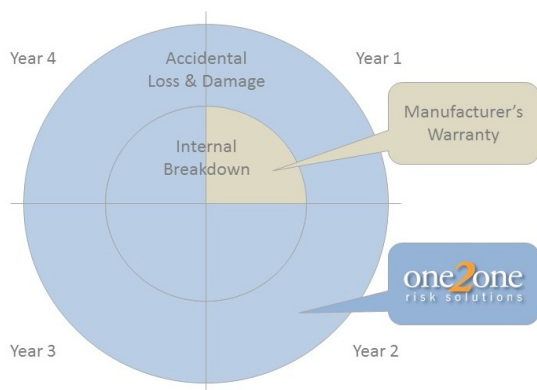 Year 4
Accidental
Loss & Damage
Year 1
Internal
Breakdown
Manufacturer's
Warranty
one2one
risk solutions
Year 3
Year 2